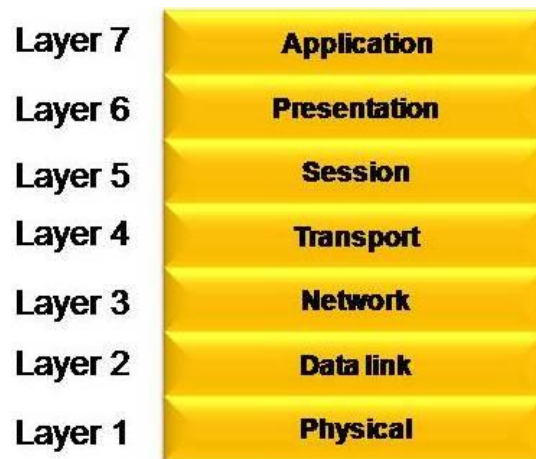 Layer 7 Application
Layer 6 Presentation
Layer 5 Session
Layer 4 Transport
Layer 3 Network
Layer 2 Data link
Layer 1 Physical